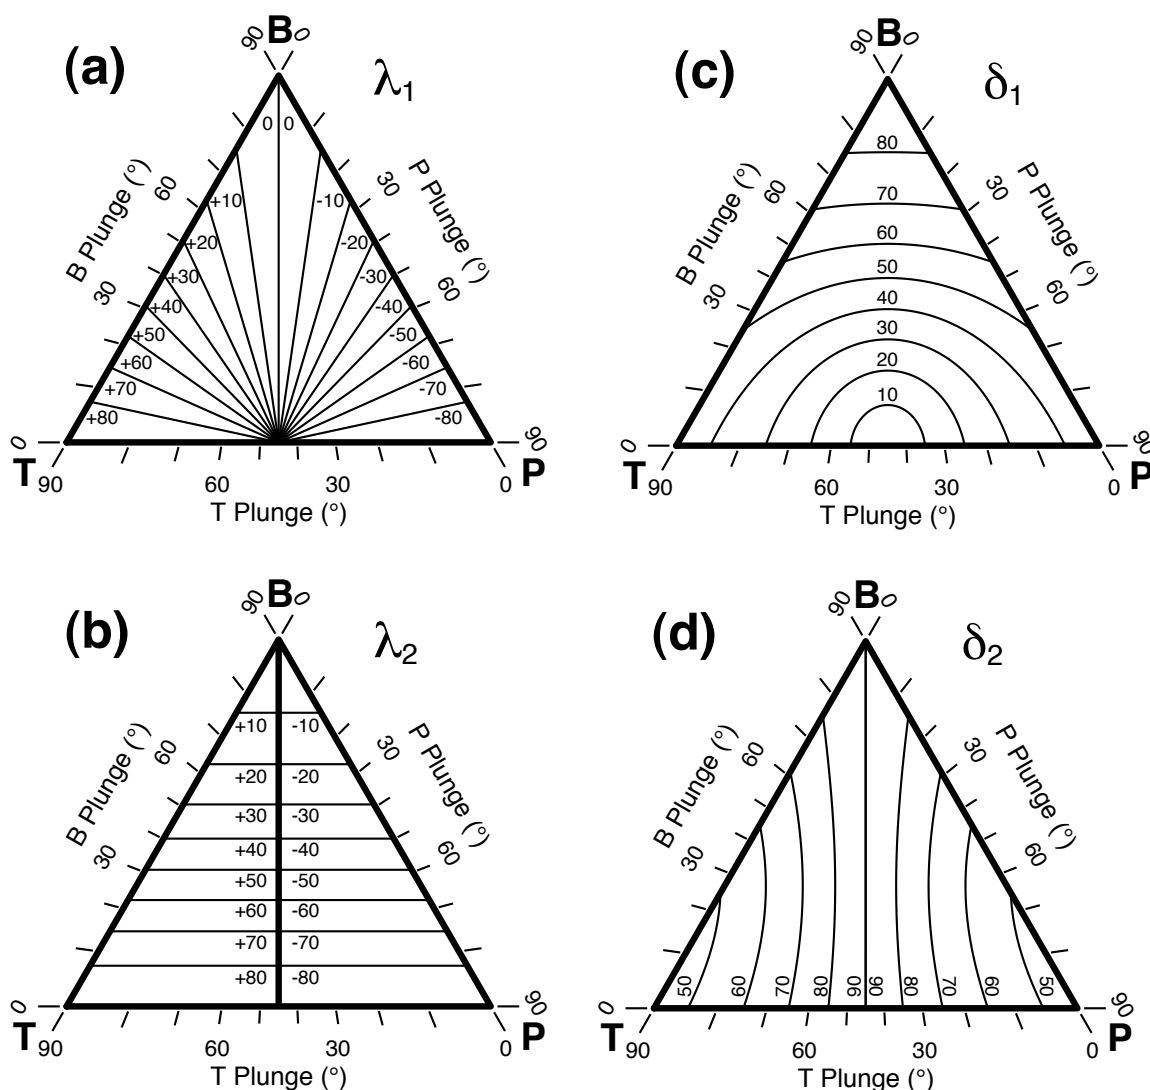 (a)
λ1
90 B 0
0 0
B Plunge (°)
60
30
0
P Plunge (°)
30
60
90
+10 -10
+20 -20
+30 -30
+40 -40
+50 -50
+60 -60
+70 -70
+80 -80
T P
90 60 30 0
T Plunge (°)
(c)
δ1
90 B 0
B Plunge (°)
60
30
0
P Plunge (°)
30
60
90
80
70
60
50
40
30
20
10
T P
90 60 30 0
T Plunge (°)
(b)
λ2
90 B 0
B Plunge (°)
60
30
0
P Plunge (°)
30
60
90
+10 -10
+20 -20
+30 -30
+40 -40
+50 -50
+60 -60
+70 -70
+80 -80
T P
90 60 30 0
T Plunge (°)
(d)
δ2
90 B 0
B Plunge (°)
60
30
0
P Plunge (°)
30
60
90
50 60 70 80 90 90 80 70 60 50
T P
90 60 30 0
T Plunge (°)